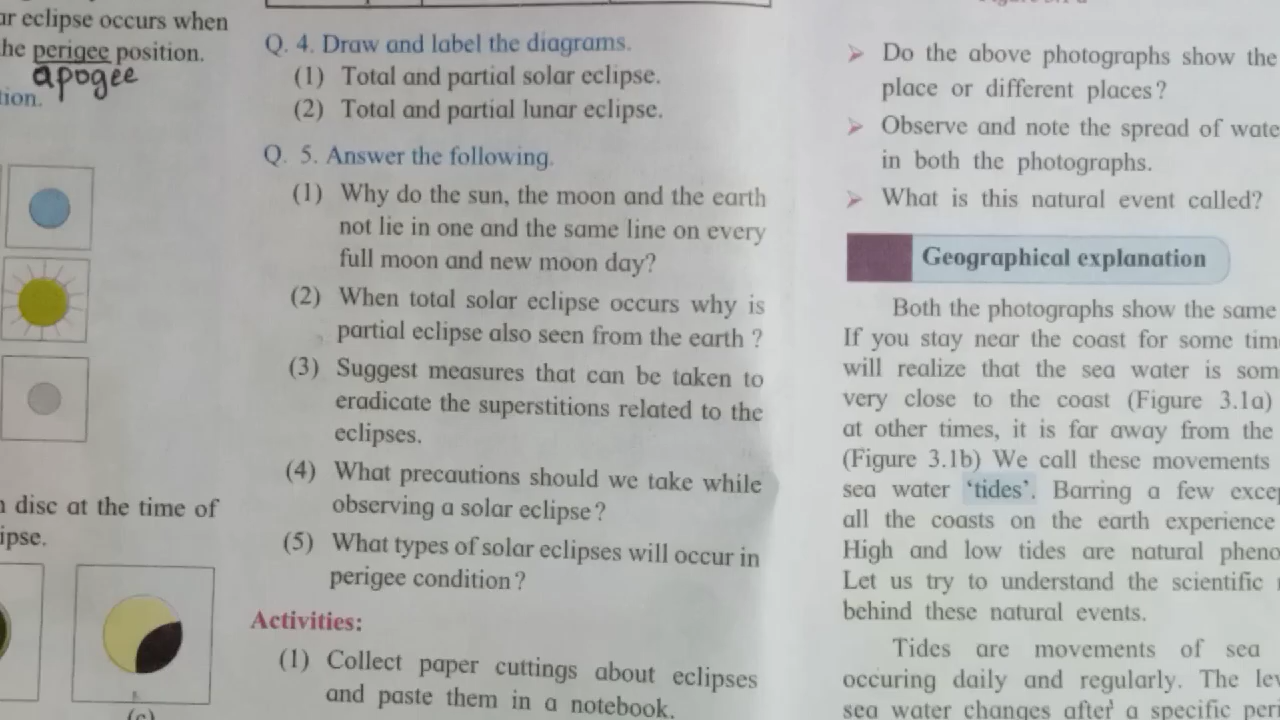 ar eclipse occurs when
he perigee position.
apogee
tion.
n disc at the time of
ipse.
(c)
Q. 4. Draw and label the diagrams.
(1) Total and partial solar eclipse.
(2) Total and partial lunar eclipse.
Q. 5. Answer the following.
(1) Why do the sun, the moon and the earth
not lie in one and the same line on every
full moon and new moon day?
(2) When total solar eclipse occurs why is
partial eclipse also seen from the earth ?
(3) Suggest measures that can be taken to
eradicate the superstitions related to the
eclipses.
(4) What precautions should we take while
observing a solar eclipse?
(5) What types of solar eclipses will occur in
perigee condition?
Activities:
(1) Collect paper cuttings about eclipses
and paste them in a notebook.
➢ Do the above photographs show the
place or different places?
➢ Observe and note the spread of wate
in both the photographs.
➢ What is this natural event called?
Geographical explanation
Both the photographs show the same
If you stay near the coast for some tim
will realize that the sea water is som
very close to the coast (Figure 3.1a)
at other times, it is far away from the
(Figure 3.1b) We call these movements
sea water ‘tides’. Barring a few excep
all the coasts on the earth experience
High and low tides are natural pheno
Let us try to understand the scientific
behind these natural events.
Tides are movements of sea
occuring daily and regularly. The lev
sea water changes after a specific peri